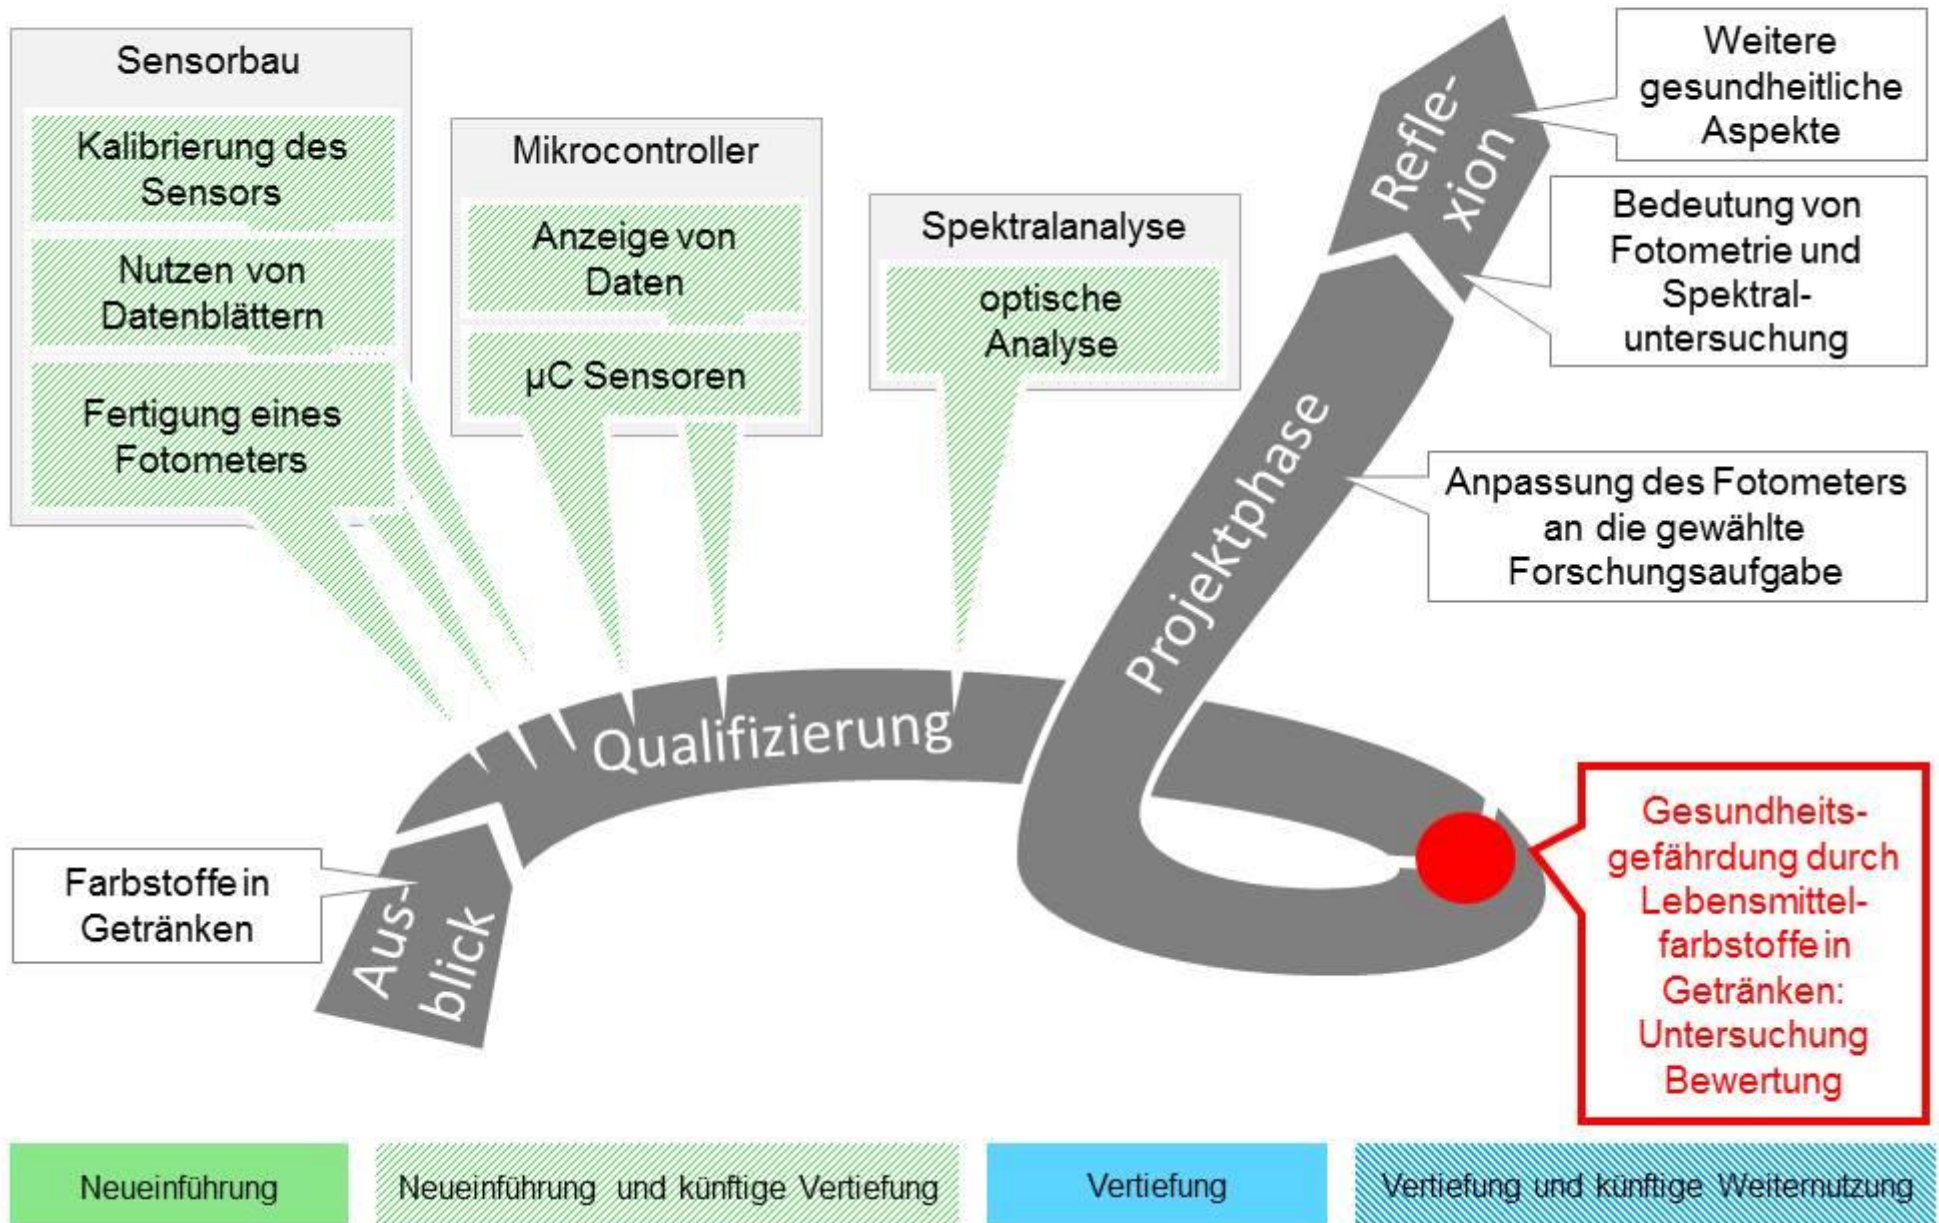 Sensorbau
Kalibrierung des
Sensors
Nutzen von
Datenblättern
Fertigung eines
Fotometers
Mikrocontroller
Anzeige von
Daten
µC Sensoren
Spektralanalyse
optische
Analyse
Weitere
gesundheitliche
Aspekte
Bedeutung von
Fotometrie und
Spektral-
untersuchung
Anpassung des Fotometers
an die gewählte
Forschungsaufgabe
Refle-
xion
Projektphase
Qualifizierung
Aus-
blick
Farbstoffe in
Getränken
Gesundheits-
gefährdung durch
Lebensmittel-
farbstoffe in
Getränken:
Untersuchung
Bewertung
Neueinführung
Neueinführung und künftige Vertiefung
Vertiefung
Vertiefung und künftige Weiternutzung